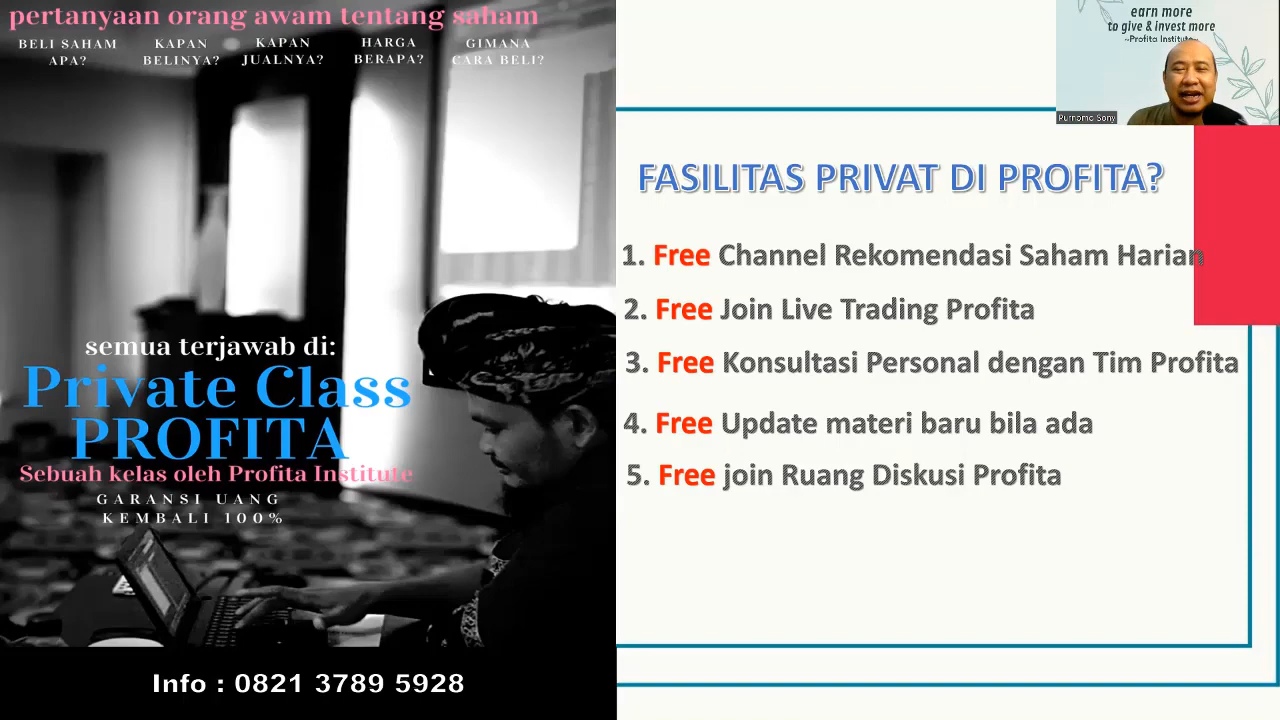 pertanyaan orang awam tentang saham
BELI SAHAM
APA?
KAPAN
BELINYA?
KAPAN
JUALNYA?
HARGA
BERAPA?
GIMANA
CARA BELI?
semua terjawab di:
Private Class
PROFITA
Sebuah kelas oleh Profita Institute
GARANSI UANG
KEMBALI 100%
Info : 0821 3789 5928
earn more
to give & invest more
~Profita Institute~
Purnomo Sony
FASILITAS PRIVAT DI PROFITA?
1. Free Channel Rekomendasi Saham Harian
2. Free Join Live Trading Profita
3. Free Konsultasi Personal dengan Tim Profita
4. Free Update materi baru bila ada
5. Free join Ruang Diskusi Profita